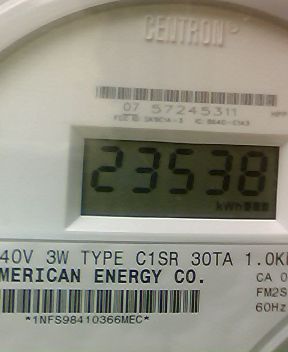 CENTRON
07 57245311
23538
kWh
40V 3W TYPE C1SR 30TA 1.0K
MERICAN ENERGY CO.
CA 0
FM2S
60Hz
*1NFS98410366MEC*